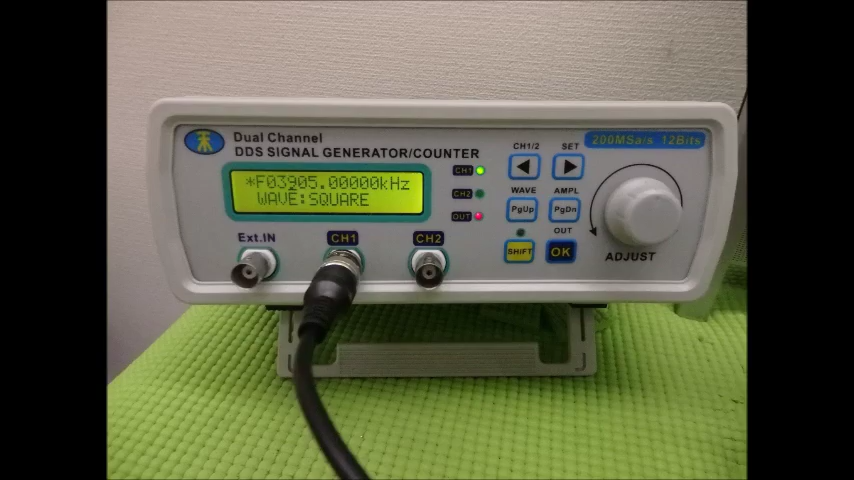 Dual Channel
DDS SIGNAL GENERATOR/COUNTER
200MSa/s 12Bits
*F03905.00000kHz
WAVE:SQUARE
CH1
CH2
OUT
CH1/2 SET
WAVE AMPL
PgUp PgDn
OUT
SHIFT OK
ADJUST
Ext.IN CH1 CH2